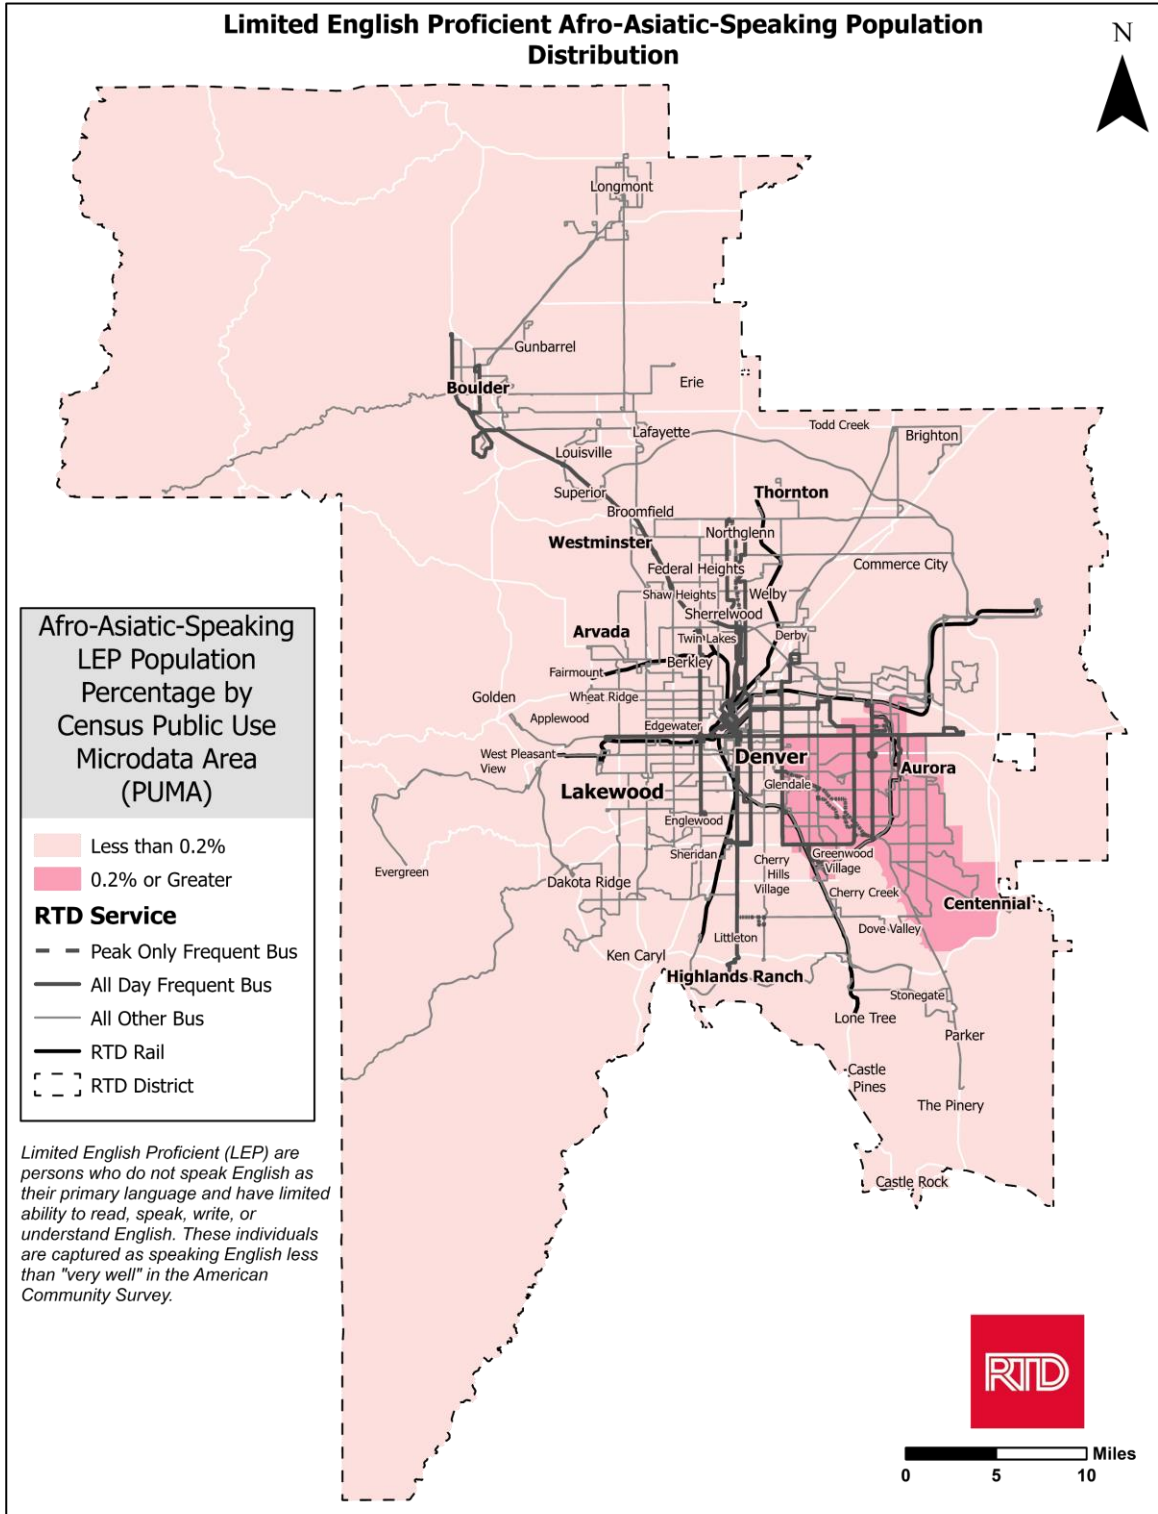 Limited English Proficient Afro-Asiatic-Speaking Population
Distribution
N
Longmont
Gunbarrel
Boulder
Erie
Lafayette
Todd Creek
Brighton
Louisville
Superior
Thornton
Broomfield
Westminster
Northglenn
Federal Heights
Commerce City
Shaw Heights
Welby
Sherrelwood
Arvada
Twin Lakes
Derby
Berkley
Fairmount
Golden
Wheat Ridge
Applewood
Edgewater
West Pleasant
View
Denver
Aurora
Glendale
Lakewood
Englewood
Sheridan
Greenwood
Village
Cherry
Hills
Village
Evergreen
Dakota Ridge
Cherry Creek
Centennial
Dove Valley
Littleton
Ken Caryl
Highlands Ranch
Stonegate
Lone Tree
Parker
Castle
Pines
The Pinery
Castle Rock
Afro-Asiatic-Speaking
LEP Population
Percentage by
Census Public Use
Microdata Area
(PUMA)
Less than 0.2%
0.2% or Greater
RTD Service
Peak Only Frequent Bus
All Day Frequent Bus
All Other Bus
RTD Rail
RTD District
Limited English Proficient (LEP) are
persons who do not speak English as
their primary language and have limited
ability to read, speak, write, or
understand English. These individuals
are captured as speaking English less
than "very well" in the American
Community Survey.
RTD
Miles
0 5 10